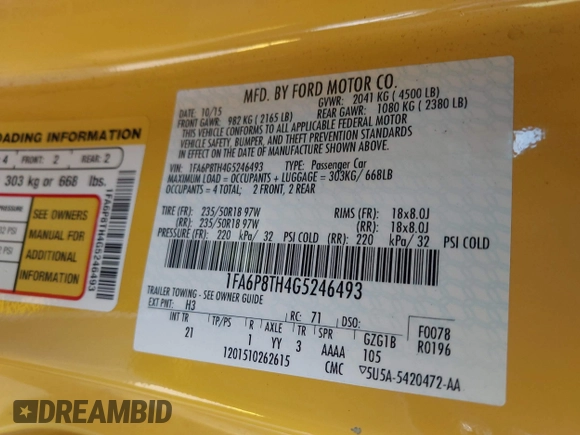 OADING INFORMATION
4 FRONT: 2 REAR: 2
303 kg or 668 lbs.
SEE OWNERS
MANUAL FOR
ADDITIONAL
INFORMATION
1FA6P8TH4G5246493
MFD. BY FORD MOTOR CO.
DATE: 10/15 GVWR: 2041 KG ( 4500 LB)
FRONT GAWR: 982 KG ( 2165 LB) REAR GAWR: 1080 KG ( 2380 LB)
THIS VEHICLE CONFORMS TO ALL APPLICABLE FEDERAL MOTOR
VEHICLE SAFETY, BUMPER, AND THEFT PREVENTION STANDARDS
IN EFFECT ON THE DATE OF MANUFACTURE SHOWN ABOVE.
VIN: 1FA6P8TH4G5246493 TYPE: Passenger Car
MAXIMUM LOAD = OCCUPANTS + LUGGAGE = 303KG/ 668LB
OCCUPANTS = 4 TOTAL; 2 FRONT, 2 REAR
TIRE (FR): 235/50R18 97W RIMS (FR): 18x8.0J
(RR): 235/50R18 97W (RR): 18x8.0J
PRESSURE (FR): 220 kPa/ 32 PSI COLD (RR): 220 kPa/ 32 PSI COLD
1FA6P8TH4G5246493
TRAILER TOWING - SEE OWNER GUIDE
EXT PNT: H3 RC: 71 DSO: F0078
INT TR TP/PS R AXLE TR SPR GZG1B R0196
21 1 YY 3 AAAA 105
1201510262615 CMC 5U5A-5420472-AA
DREAMBID